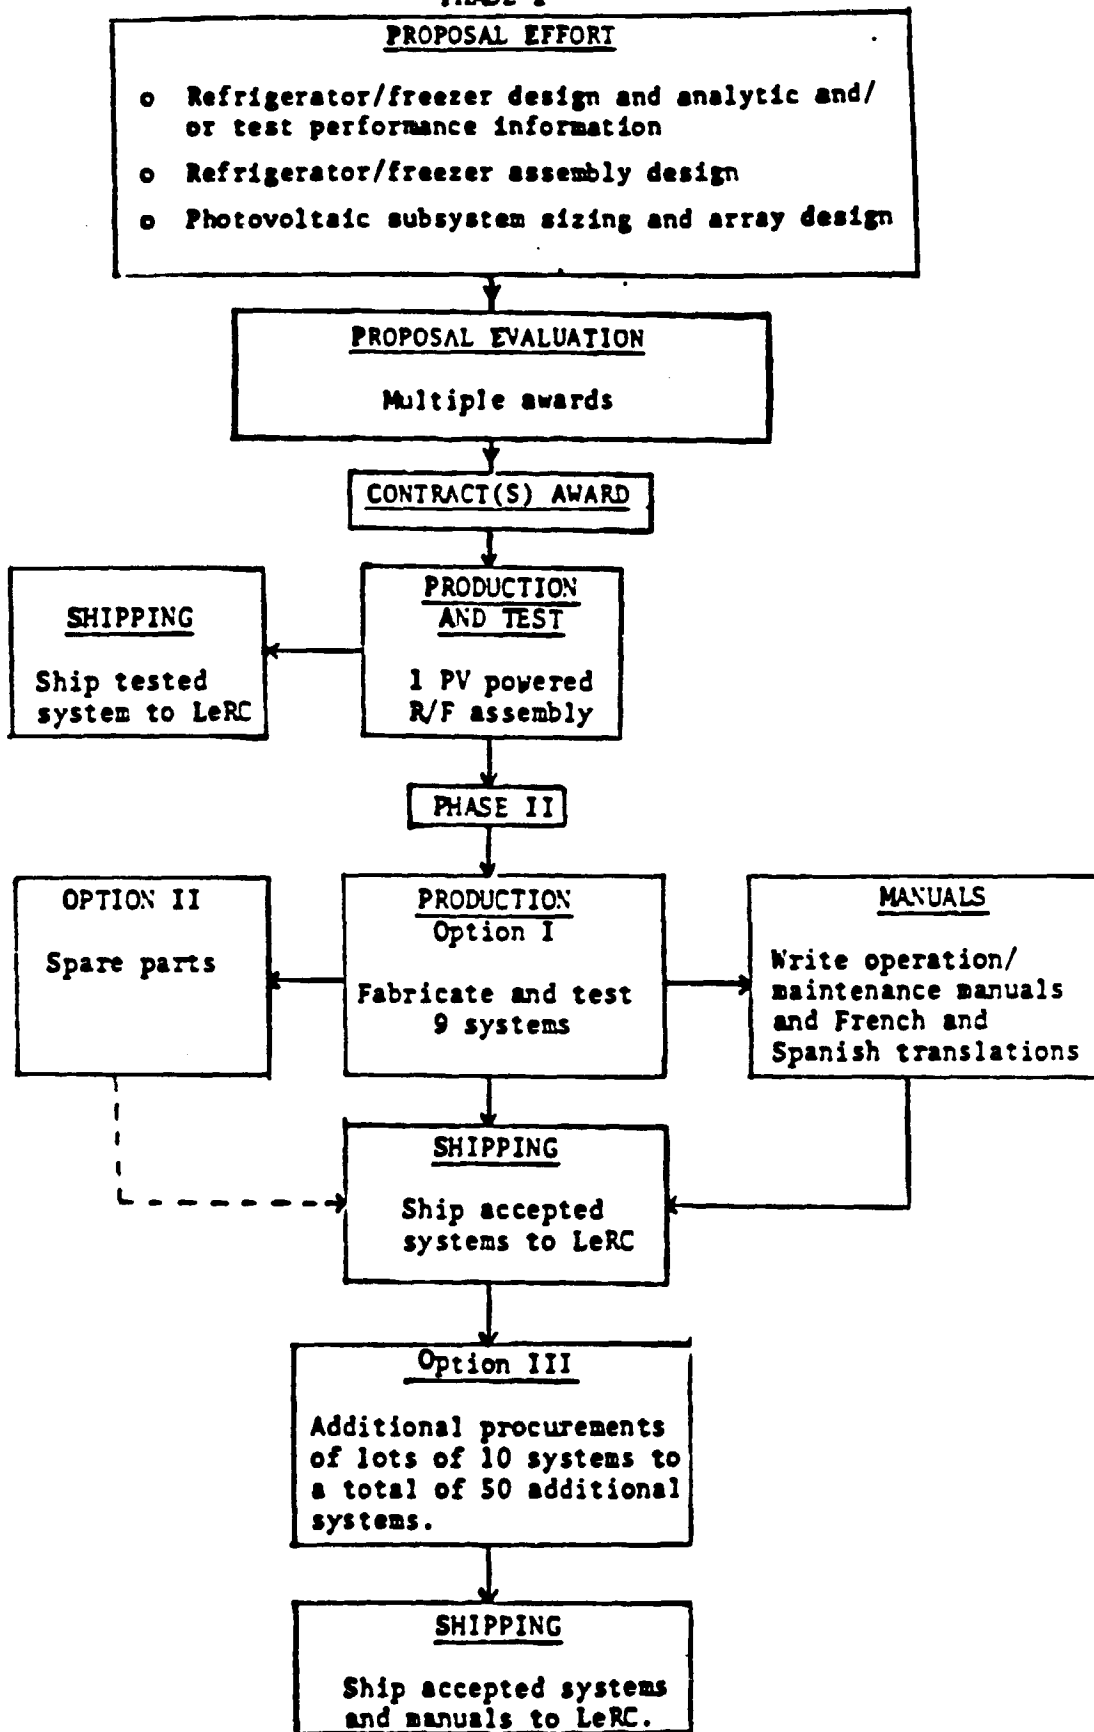 PHASE I
PROPOSAL EFFORT
o Refrigerator/freezer design and analytic and/
or test performance information
o Refrigerator/freezer assembly design
o Photovoltaic subsystem sizing and array design
PROPOSAL EVALUATION
Multiple awards
CONTRACT(S) AWARD
PRODUCTION
AND TEST
1 PV powered
R/F assembly
SHIPPING
Ship tested
system to LeRC
PHASE II
OPTION II
Spare parts
PRODUCTION
Option I
Fabricate and test
9 systems
MANUALS
Write operation/
maintenance manuals
and French and
Spanish translations
SHIPPING
Ship accepted
systems to LeRC
Option III
Additional procurements
of lots of 10 systems to
a total of 50 additional
systems.
SHIPPING
Ship accepted systems
and manuals to LeRC.